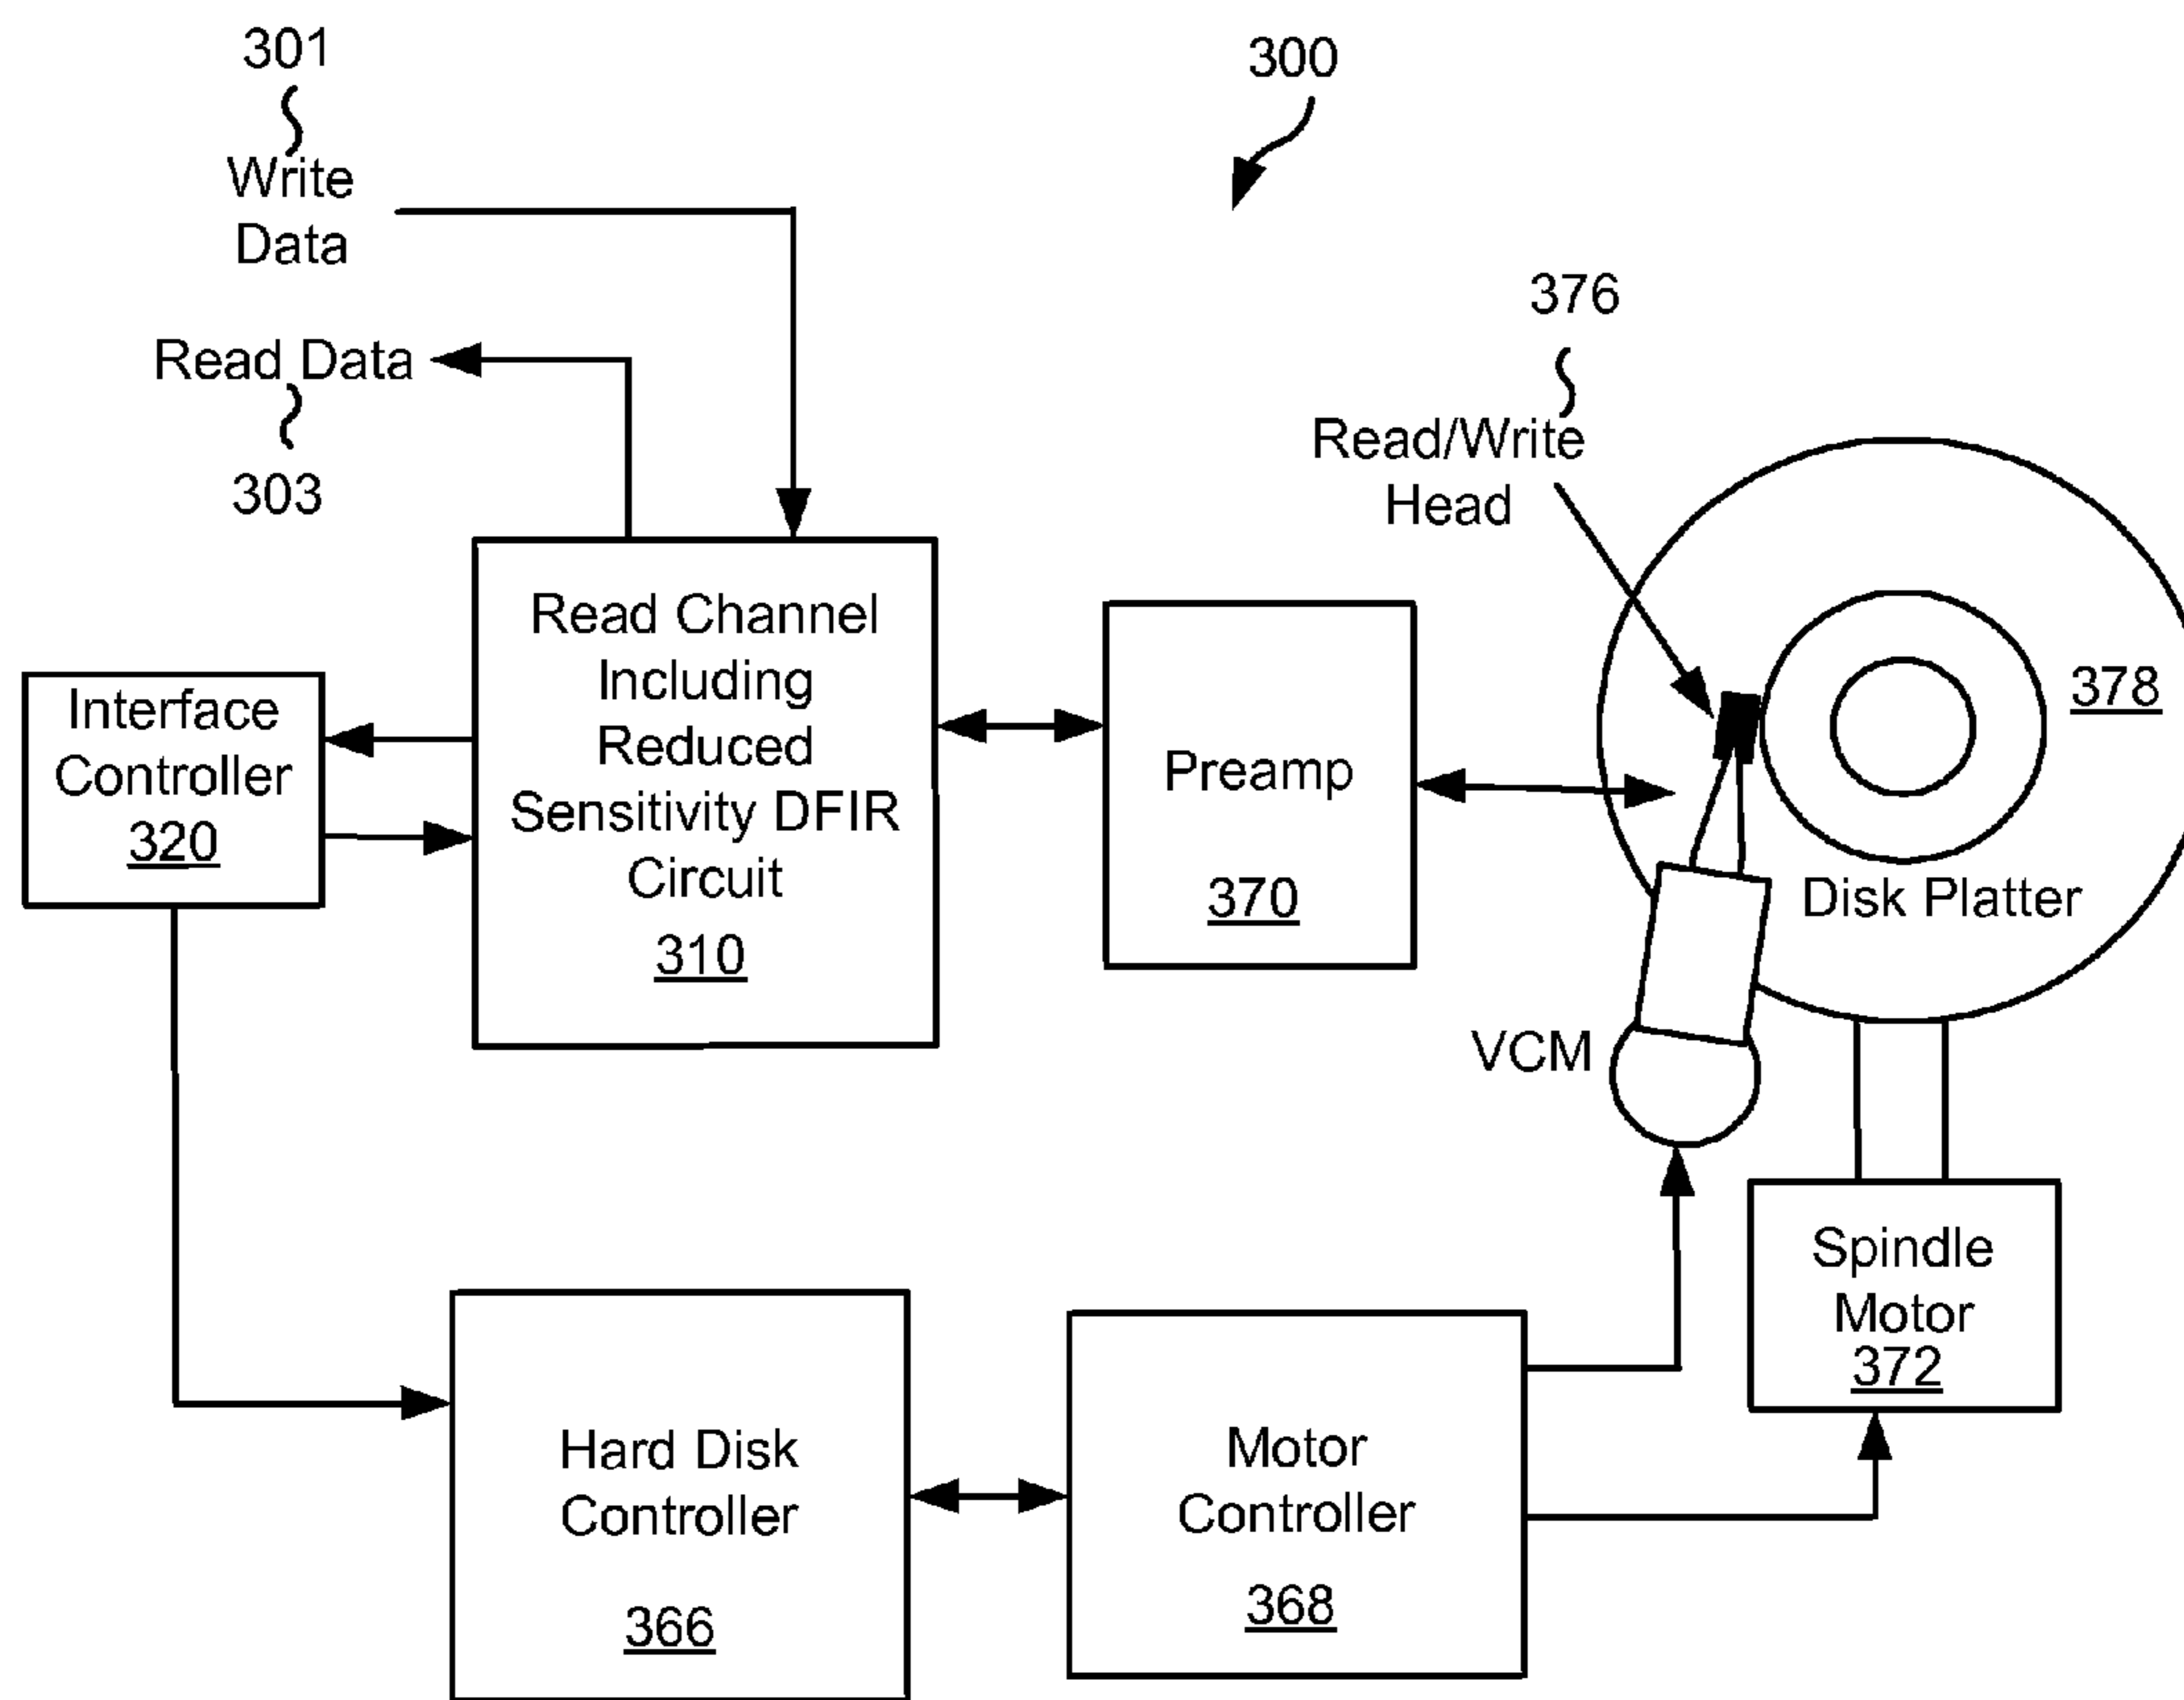 301
Write
Data
300
Read Data
303
376
Read/Write
Head
Read Channel
Including
Reduced
Sensitivity DFIR
Circuit
310
Interface
Controller
320
Preamp
370
378
Disk Platter
VCM
Spindle
Motor
372
Hard Disk
Controller
366
Motor
Controller
368